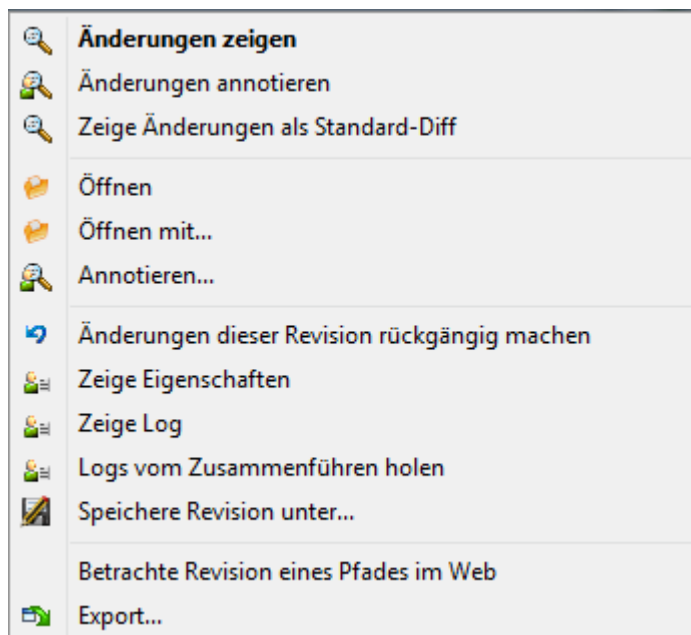 Änderungen zeigen
Änderungen annotieren
Zeige Änderungen als Standard-Diff
Öffnen
Öffnen mit...
Annotieren...
Änderungen dieser Revision rückgängig machen
Zeige Eigenschaften
Zeige Log
Logs vom Zusammenführen holen
Speichere Revision unter...
Betrachte Revision eines Pfades im Web
Export...